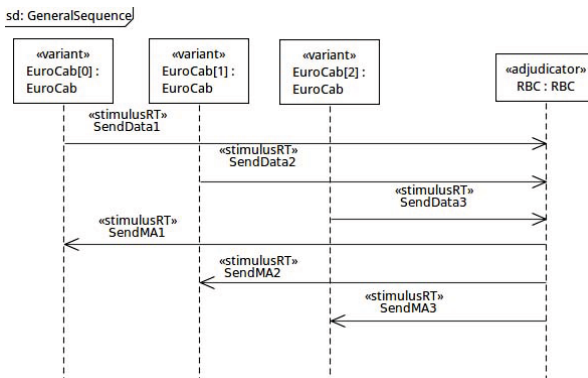 sd: GeneralSequence
«variant»
EuroCab[0] :
EuroCab
«variant»
EuroCab[1] :
EuroCab
«variant»
EuroCab[2] :
EuroCab
«adjudicator»
RBC : RBC
«stimulusRT»
SendData1
«stimulusRT»
SendData2
«stimulusRT»
SendData3
«stimulusRT»
SendMA1
«stimulusRT»
SendMA2
«stimulusRT»
SendMA3